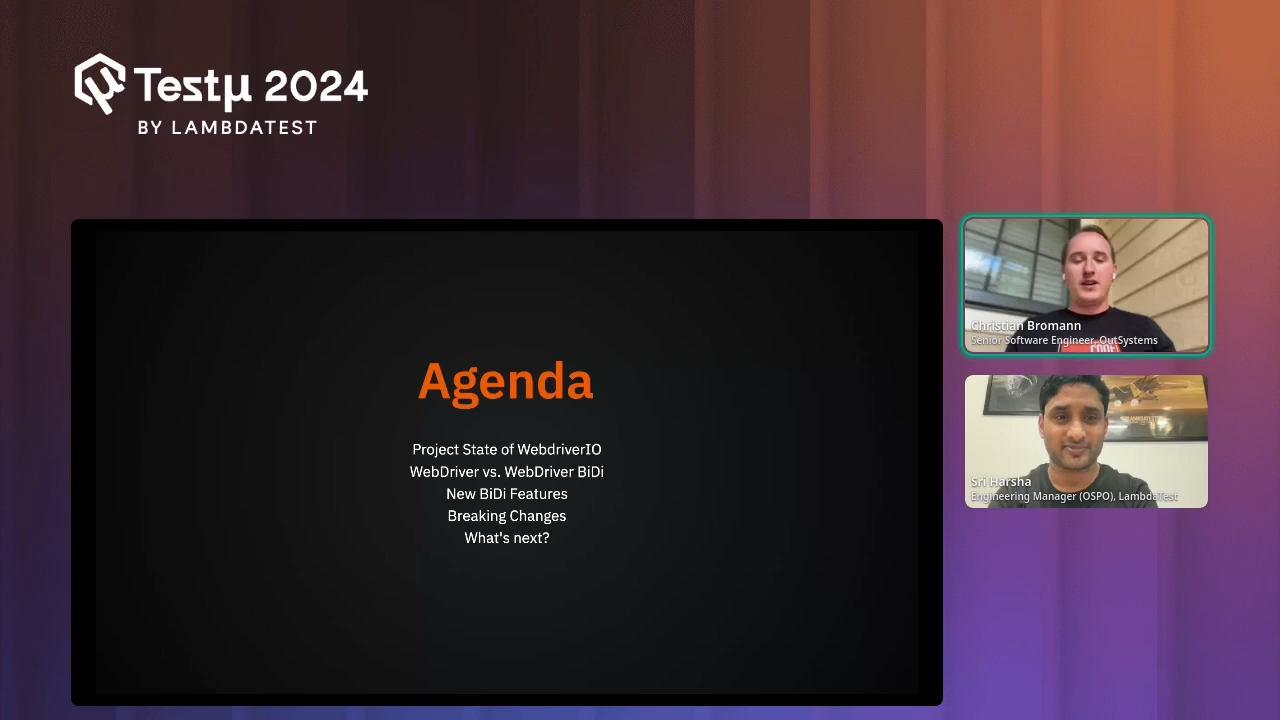 Testμ 2024
BY LAMBDATEST
Agenda
Project State of WebdriverIO
WebDriver vs. WebDriver BiDi
New BiDi Features
Breaking Changes
What's next?
Christian Bromann
Senior Software Engineer, OutSystems
Sri Harsha
Engineering Manager (OSPO), LambdaTest